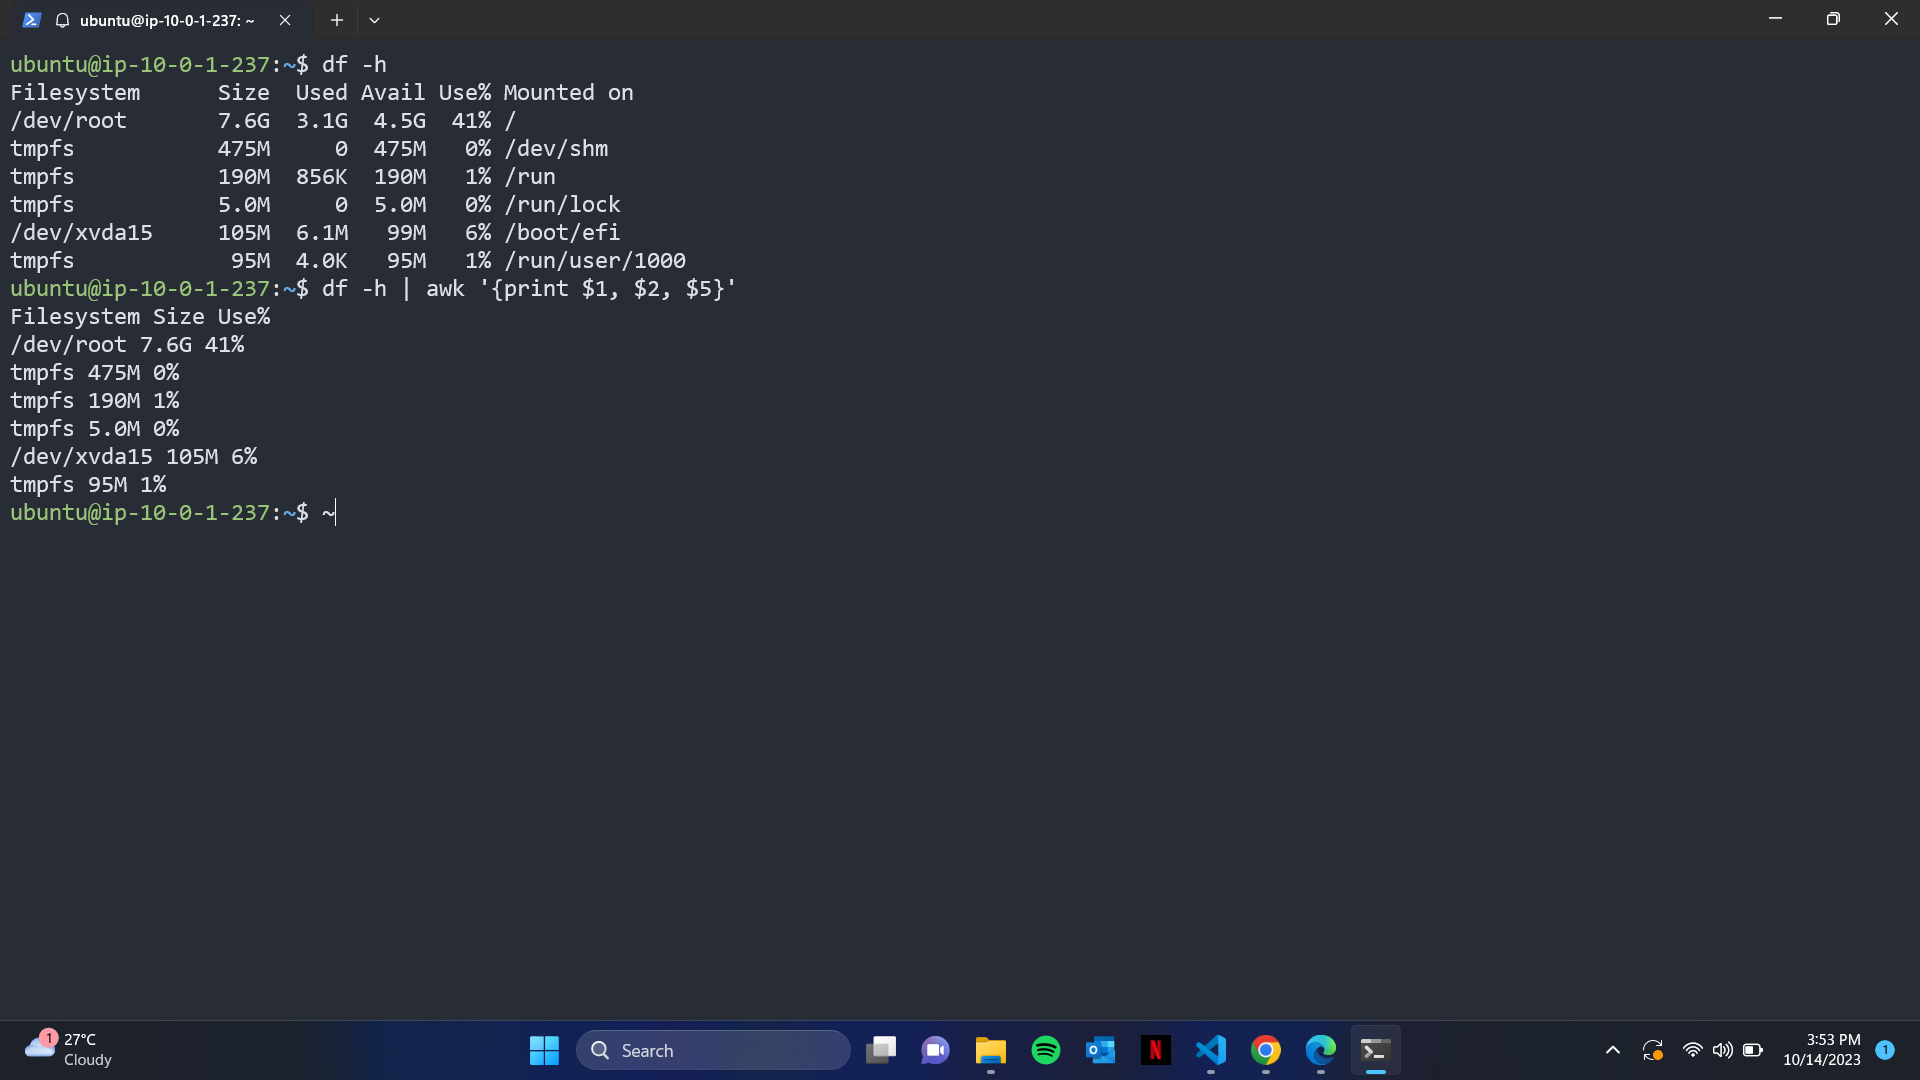 ubuntu@ip-10-0-1-237: ~
ubuntu@ip-10-0-1-237:~$ df -h
Filesystem      Size  Used Avail Use% Mounted on
/dev/root       7.6G  3.1G  4.5G  41% /
tmpfs           475M     0  475M   0% /dev/shm
tmpfs           190M  856K  190M   1% /run
tmpfs           5.0M     0  5.0M   0% /run/lock
/dev/xvda15     105M  6.1M   99M   6% /boot/efi
tmpfs            95M  4.0K   95M   1% /run/user/1000
ubuntu@ip-10-0-1-237:~$ df -h | awk '{print $1, $2, $5}'
Filesystem Size Use%
/dev/root 7.6G 41%
tmpfs 475M 0%
tmpfs 190M 1%
tmpfs 5.0M 0%
/dev/xvda15 105M 6%
tmpfs 95M 1%
ubuntu@ip-10-0-1-237:~$ ~
1
27°C
Cloudy
Search
N
3:53 PM
10/14/2023
1